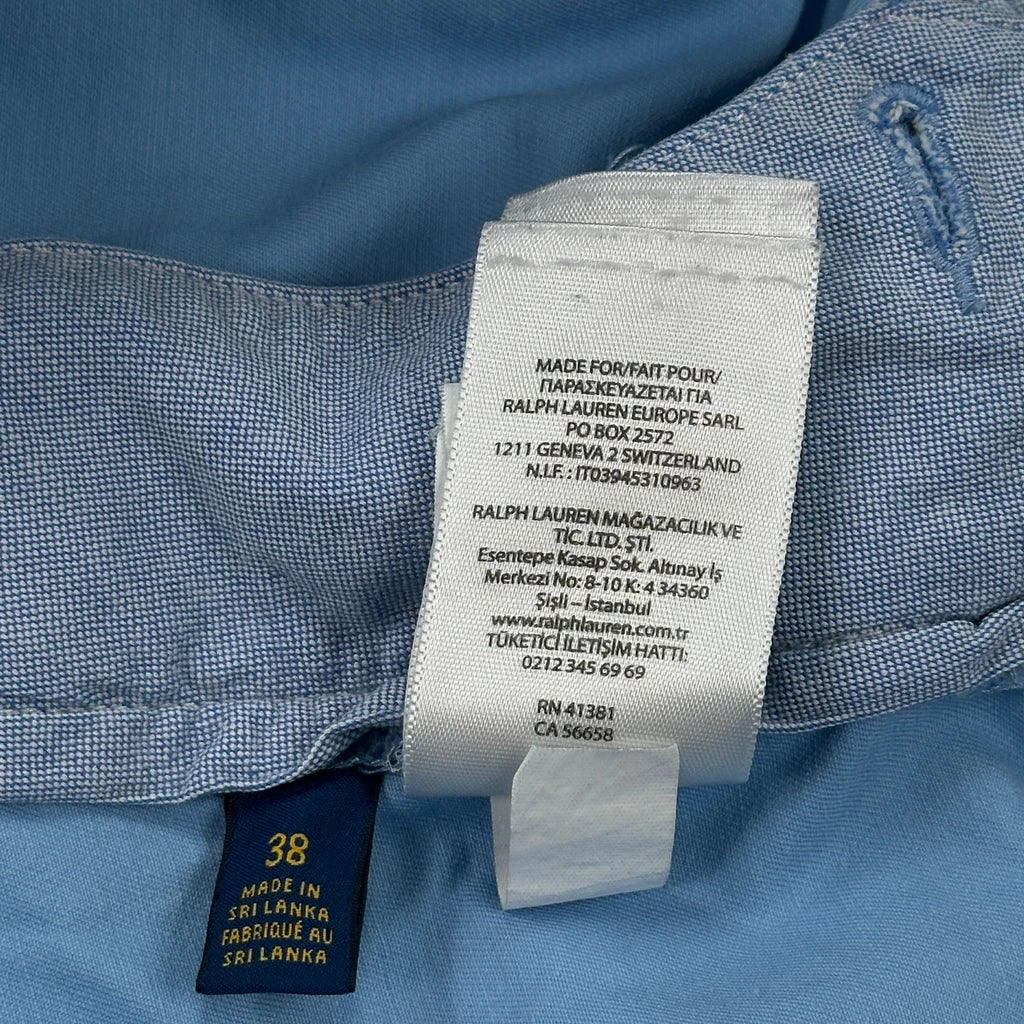 MADE FOR/FAIT POUR/
ΠΑΡΑΣΚΕΥΑΖΕΤΑΙ ΓΙΑ
RALPH LAUREN EUROPE SARL
PO BOX 2572
1211 GENEVA 2 SWITZERLAND
N.I.F. : IT03945310963
RALPH LAUREN MAĞAZACILIK VE
TİC. LTD. ŞTİ.
Esentepe Kasap Sok. Altınay İş
Merkezi No: 8-10 K: 4 34360
Şişli – İstanbul
www.ralphlauren.com.tr
TÜKETİCİ İLETİŞİM HATTI:
0212 345 69 69
RN 41381
CA 56658
38
MADE IN
SRI LANKA
FABRIQUÉ AU
SRI LANKA